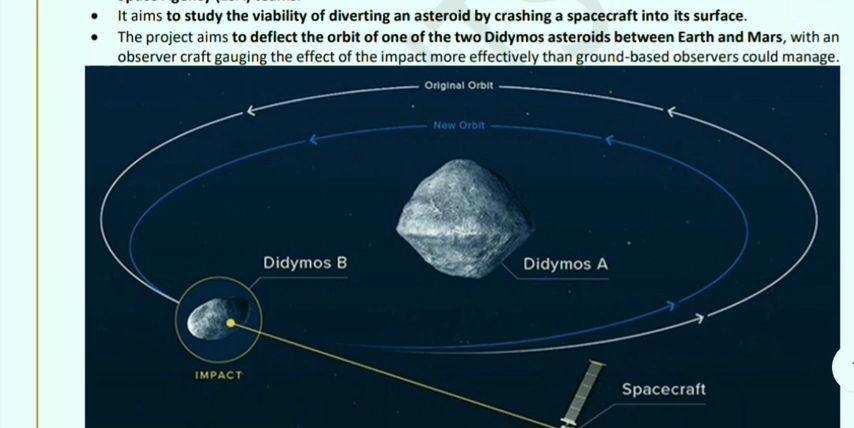 It aims to study the viability of diverting an asteroid by crashing a spacecraft into its surface.
The project aims to deflect the orbit of one of the two Didymos asteroids between Earth and Mars, with an
observer craft gauging the effect of the impact more effectively than ground-based observers could manage.
Original Orbit
New Orbit
Didymos B
Didymos A
IMPACT
Spacecraft